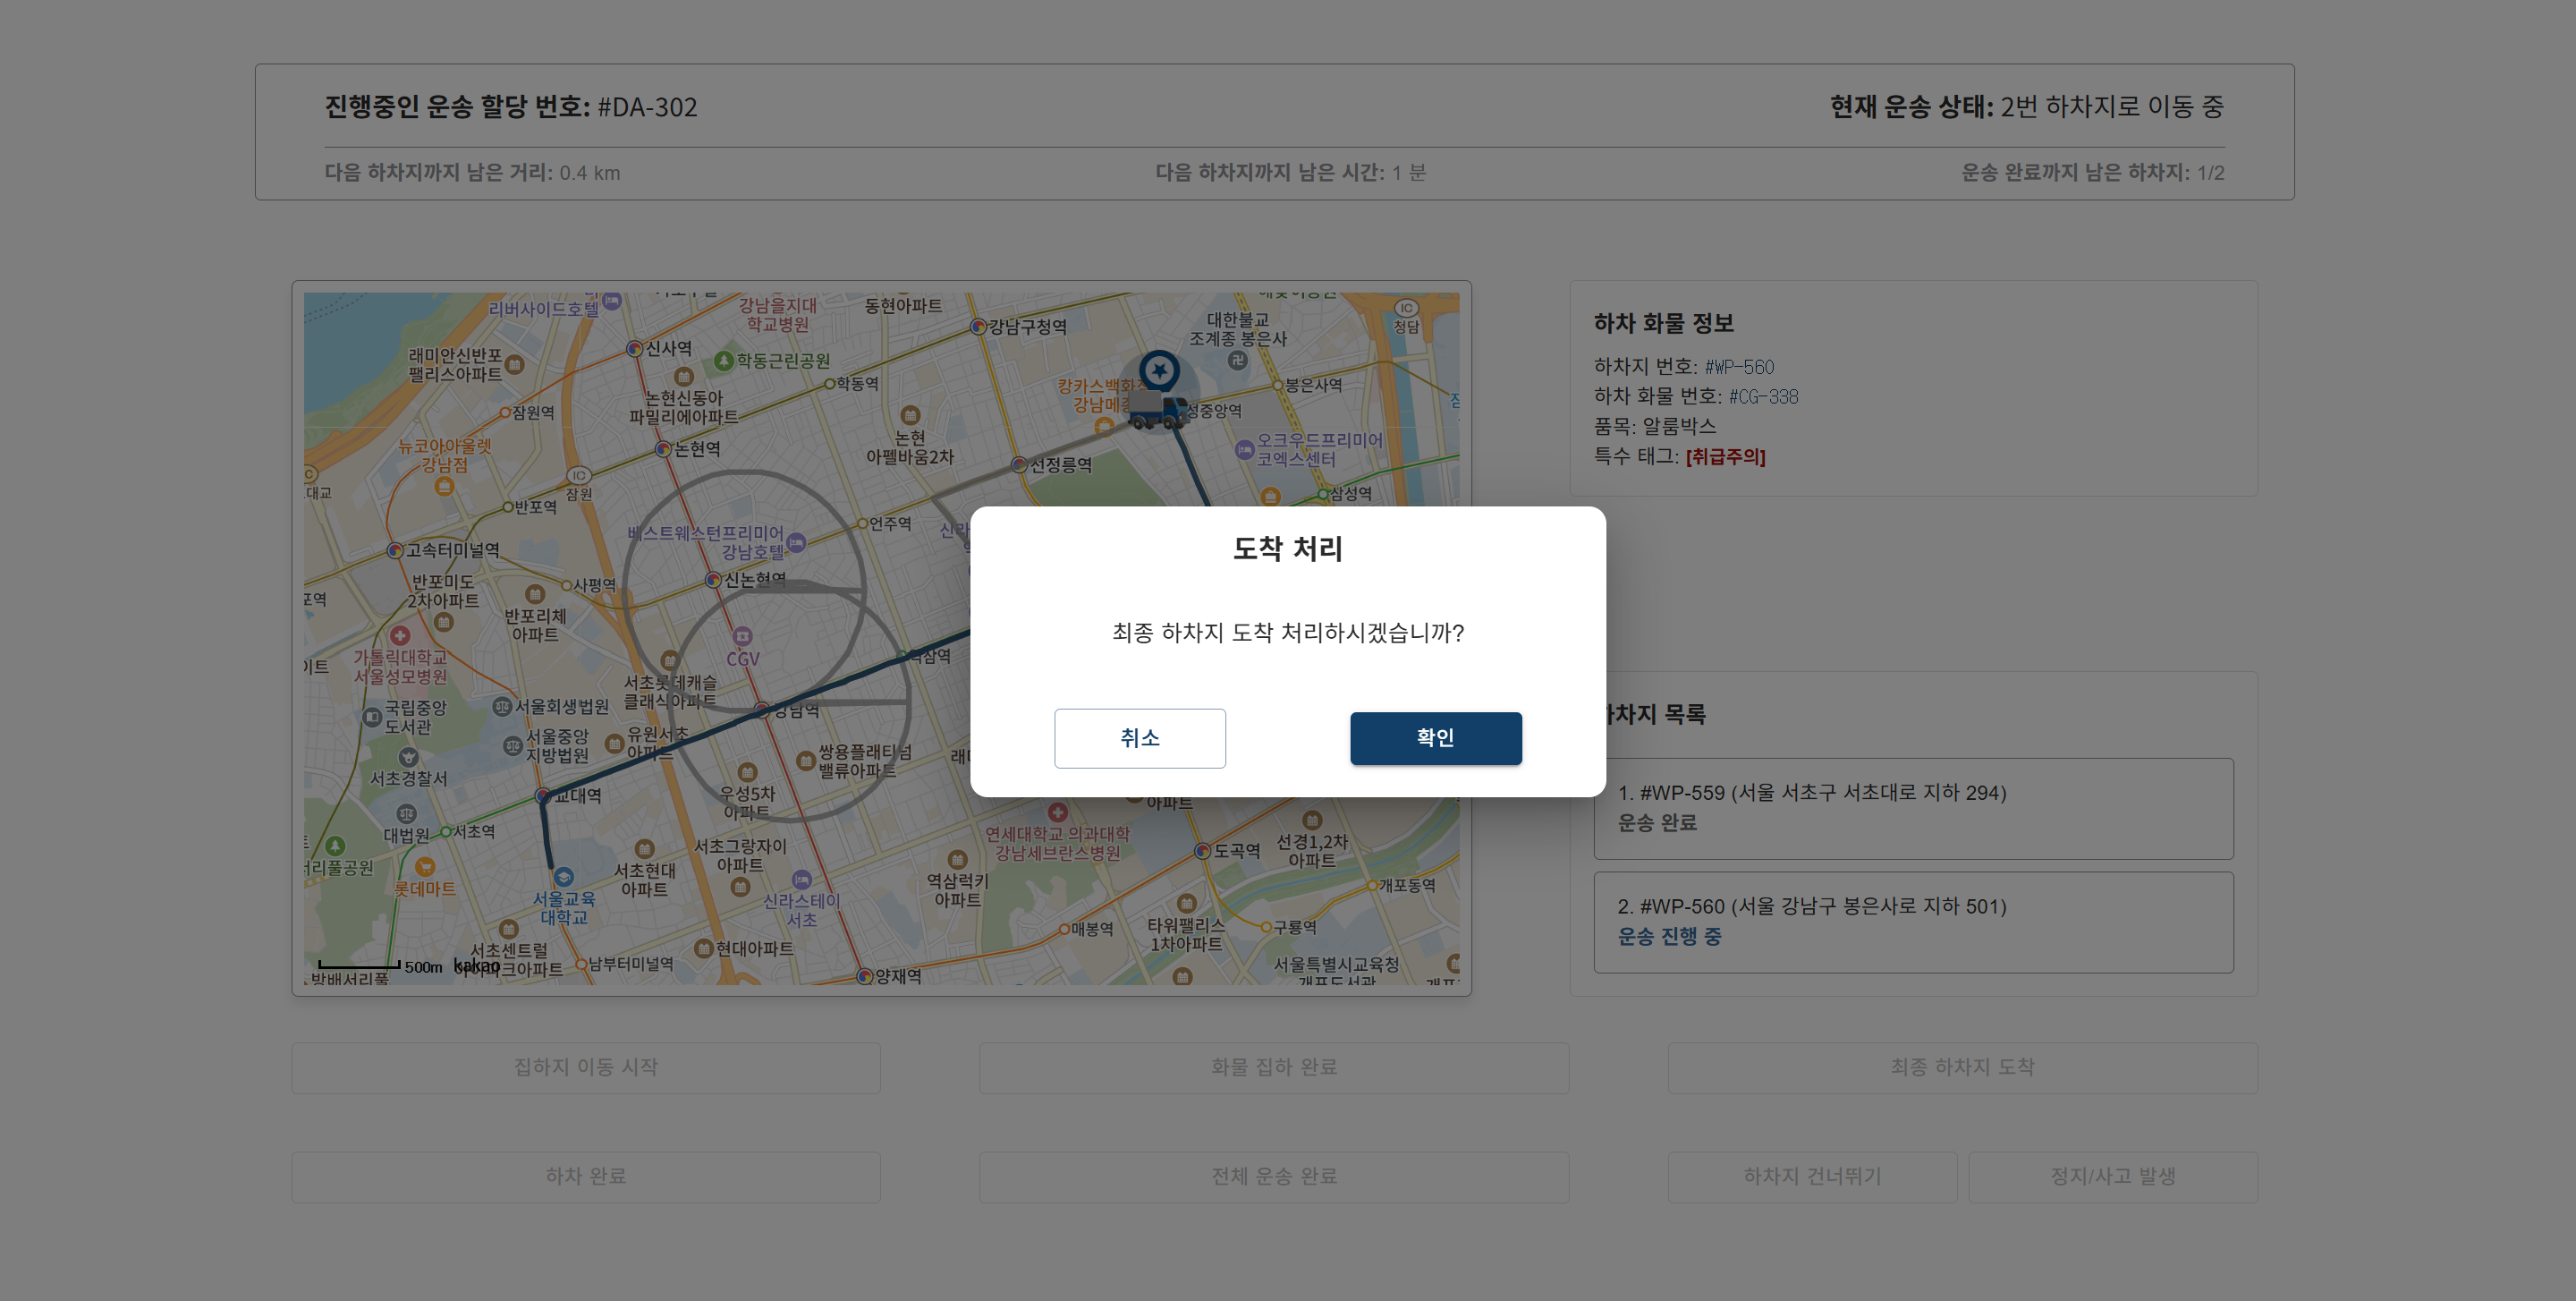 진행중인 운송 할당 번호: #DA-302
현재 운송 상태: 2번 하차지로 이동 중
다음 하차지까지 남은 거리: 0.4 km
다음 하차지까지 남은 시간: 1 분
운송 완료까지 남은 하차지: 1/2
리버사이드호텔
강남을지대
학교병원
동현아파트
강남구청역
대한불교
조계종 봉은사
IC
청담
신사역
학동근린공원
래미안신반포
팰리스아파트
학동역
봉은사역
논현신동아
파밀리에아파트
잠원역
성중앙역
논현
아펠바움2차
뉴코아아울렛
강남점
논현역
오크우드프리미어
코엑스센터
선정릉역
IC
잠원
삼성역
반포역
언주역
베스트웨스턴프리미어
강남호텔
고속터미널역
신논현역
사평역
반포미도
2차아파트
반포리체
아파트
CGV
가톨릭대학교
서울성모병원
서초롯데캐슬
클래식아파트
강남역
서울회생법원
국립중앙
도서관
서울중앙
지방법원
유원서초
아파트
쌍용플래티넘
밸류아파트
서초경찰서
교대역
우성5차
아파트
아파트
대법원
서초역
연세대학교 의과대학
강남세브란스병원
도곡역
선경1,2차
아파트
서초그랑자이
아파트
롯데마트
서초현대
아파트
역삼럭키
아파트
개포동역
서울교육
대학교
신라스테이
서초
매봉역
타워팰리스
1차아파트
구룡역
현대아파트
서초센트럴
남부터미널역
양재역
서울특별시교육청
500m
kakao
도착 처리
최종 하차지 도착 처리하시겠습니까?
취소
확인
하차 화물 정보
하차지 번호: #WP-560
하차 화물 번호: #CG-338
품목: 알룸박스
특수 태그: [취급주의]
하차지 목록
1. #WP-559 (서울 서초구 서초대로 지하 294)
운송 완료
2. #WP-560 (서울 강남구 봉은사로 지하 501)
운송 진행 중
집하지 이동 시작
화물 집하 완료
최종 하차지 도착
하차 완료
전체 운송 완료
하차지 건너뛰기
정지/사고 발생